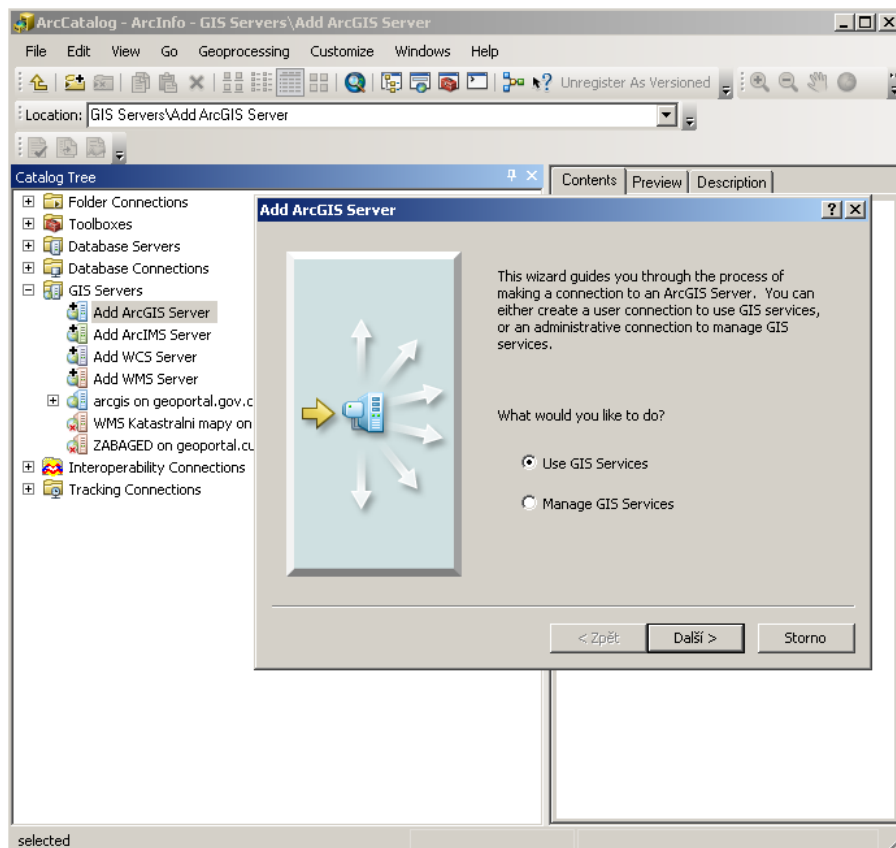 ArcCatalog - ArcInfo - GIS Servers\Add ArcGIS Server
File Edit View Go Geoprocessing Customize Windows Help
Unregister As Versioned
Location: GIS Servers\Add ArcGIS Server
Catalog Tree
Contents Preview Description
Folder Connections
Toolboxes
Database Servers
Database Connections
GIS Servers
Add ArcGIS Server
Add ArcIMS Server
Add WCS Server
Add WMS Server
arcgis on geoportal.gov.c
WMS Katastralni mapy on
ZABAGED on geoportal.cu
Interoperability Connections
Tracking Connections
Add ArcGIS Server
This wizard guides you through the process of
making a connection to an ArcGIS Server. You can
either create a user connection to use GIS services,
or an administrative connection to manage GIS
services.
What would you like to do?
Use GIS Services
Manage GIS Services
< Zpět Další > Storno
selected